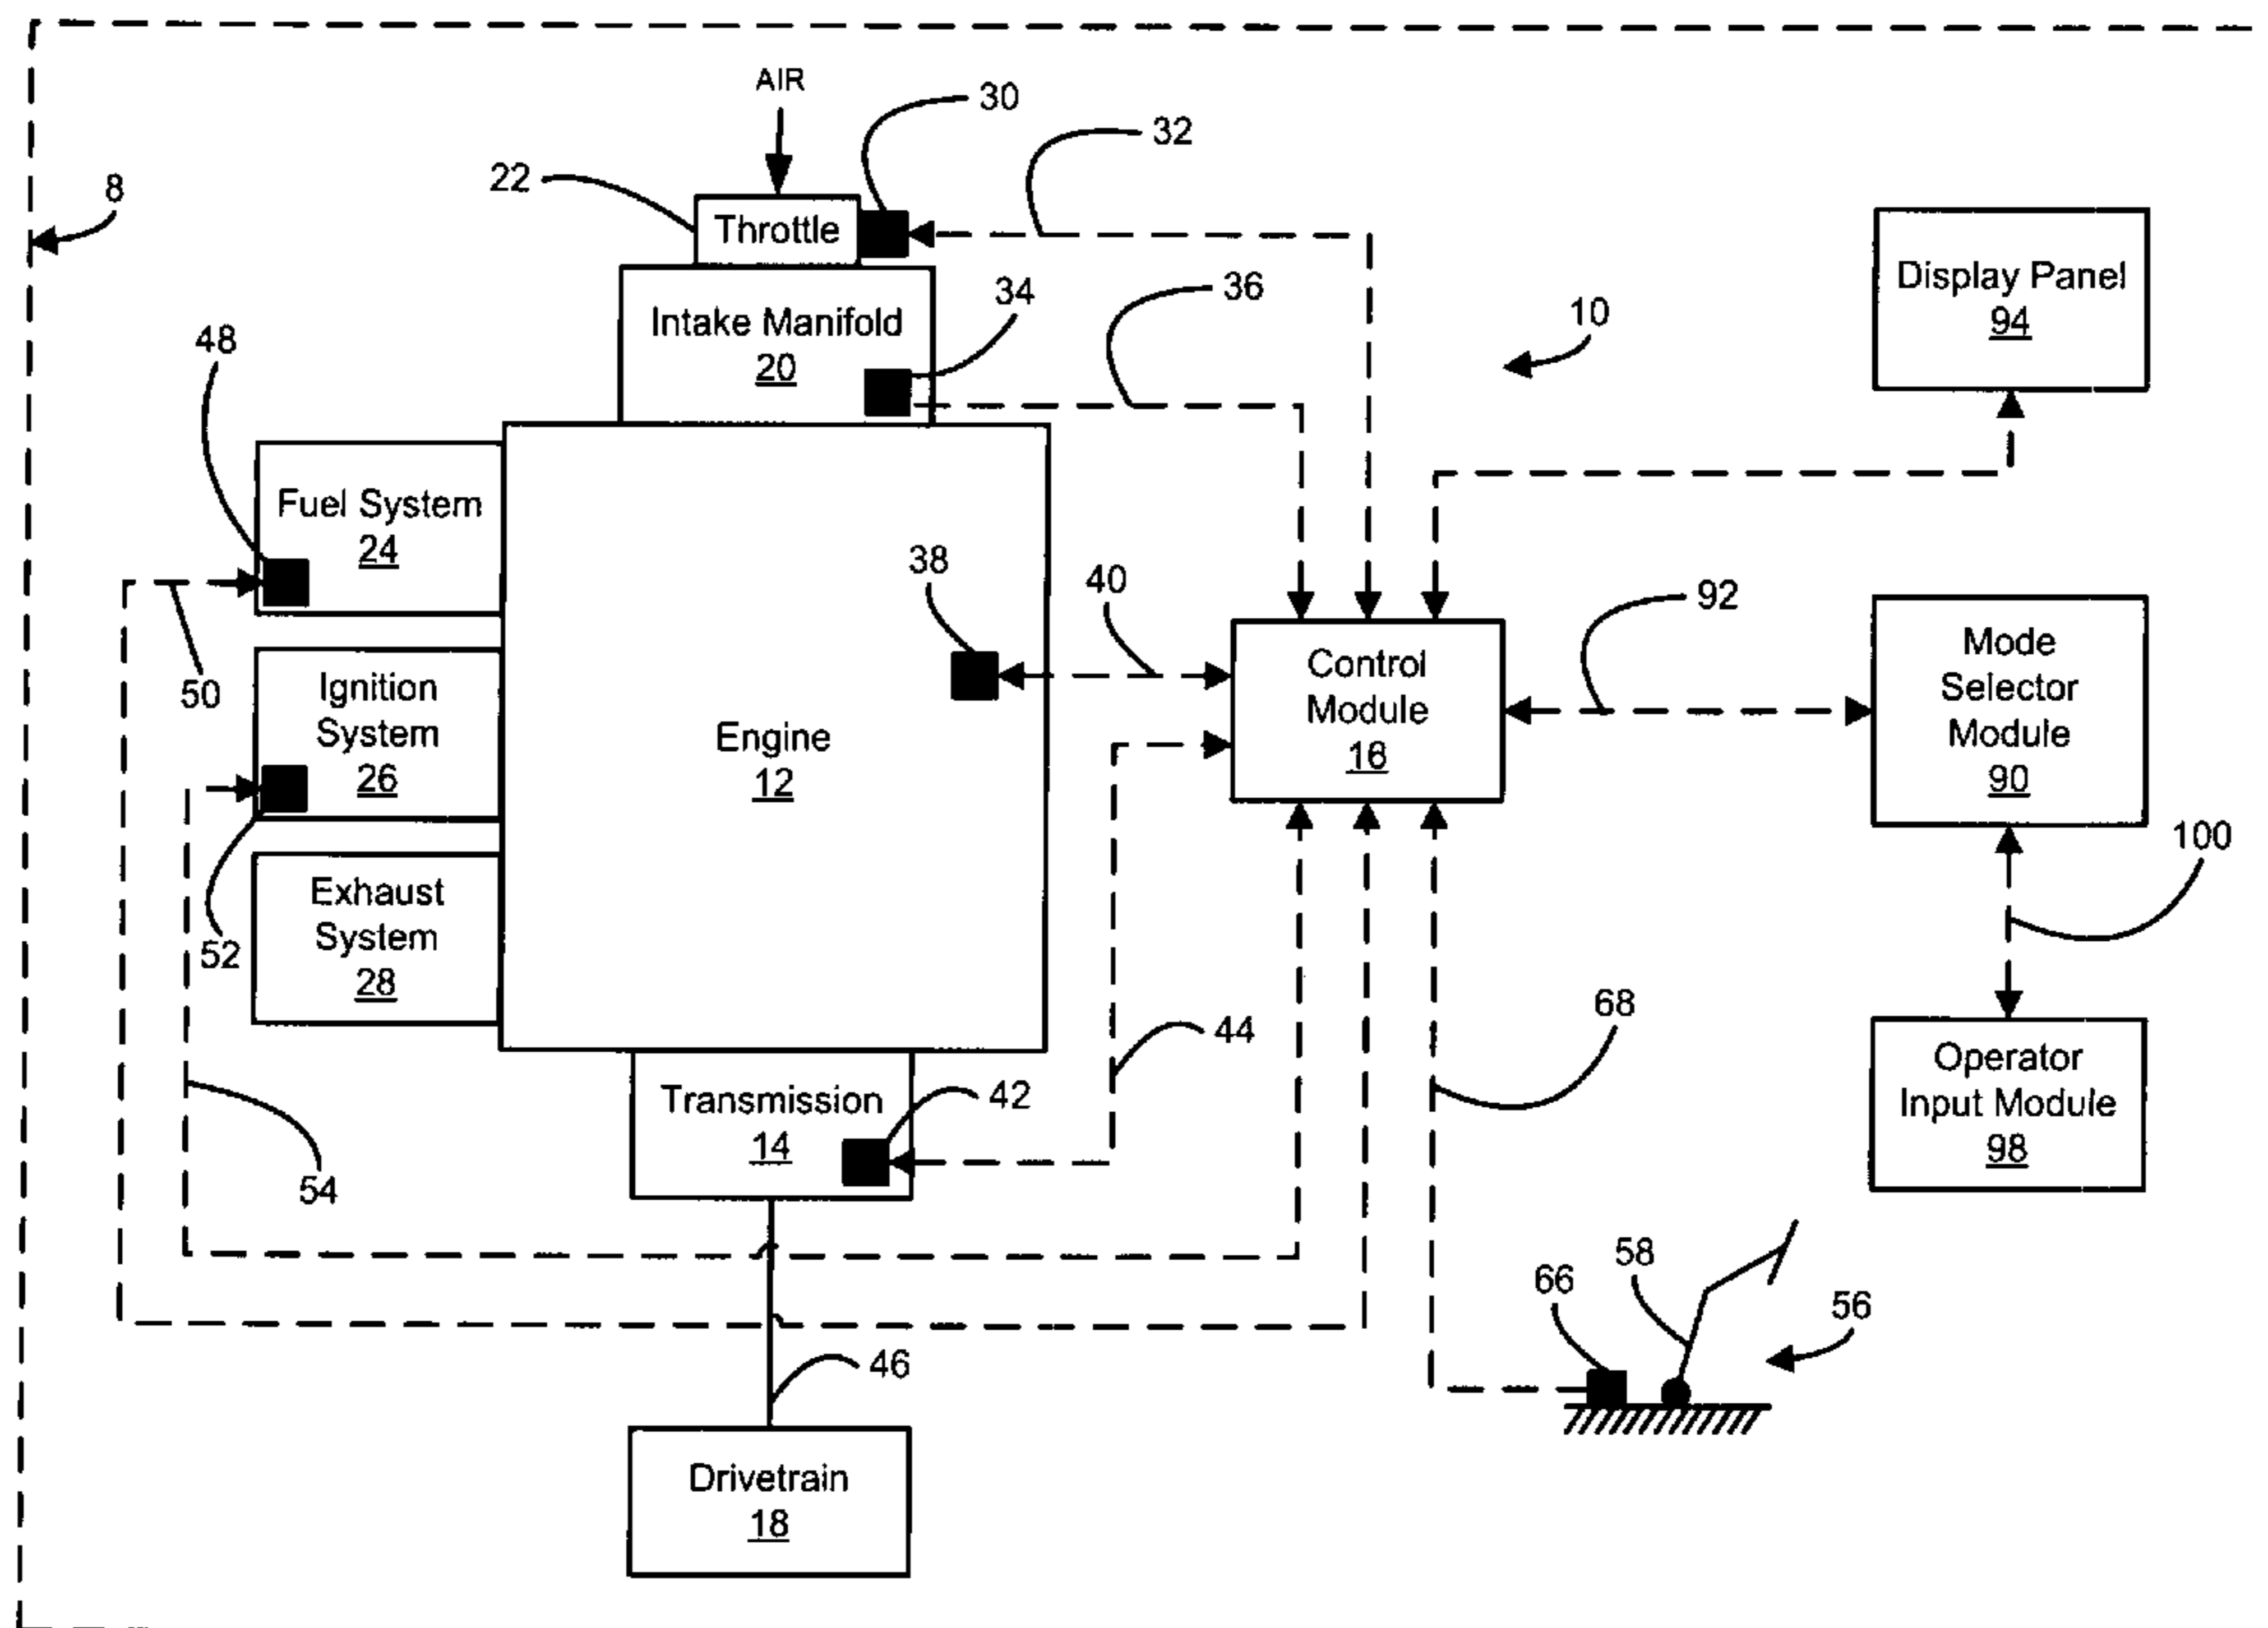 AIR
30
32
22
8
Throttle
34
36
Intake Manifold
20
10
Display Panel
94
48
Fuel System
24
38
40
92
50
Ignition
System
26
Engine
12
Control
Module
16
Mode
Selector
Module
90
100
Exhaust
System
28
52
44
68
Transmission
14
42
Operator
Input Module
98
54
58
66
56
46
Drivetrain
18